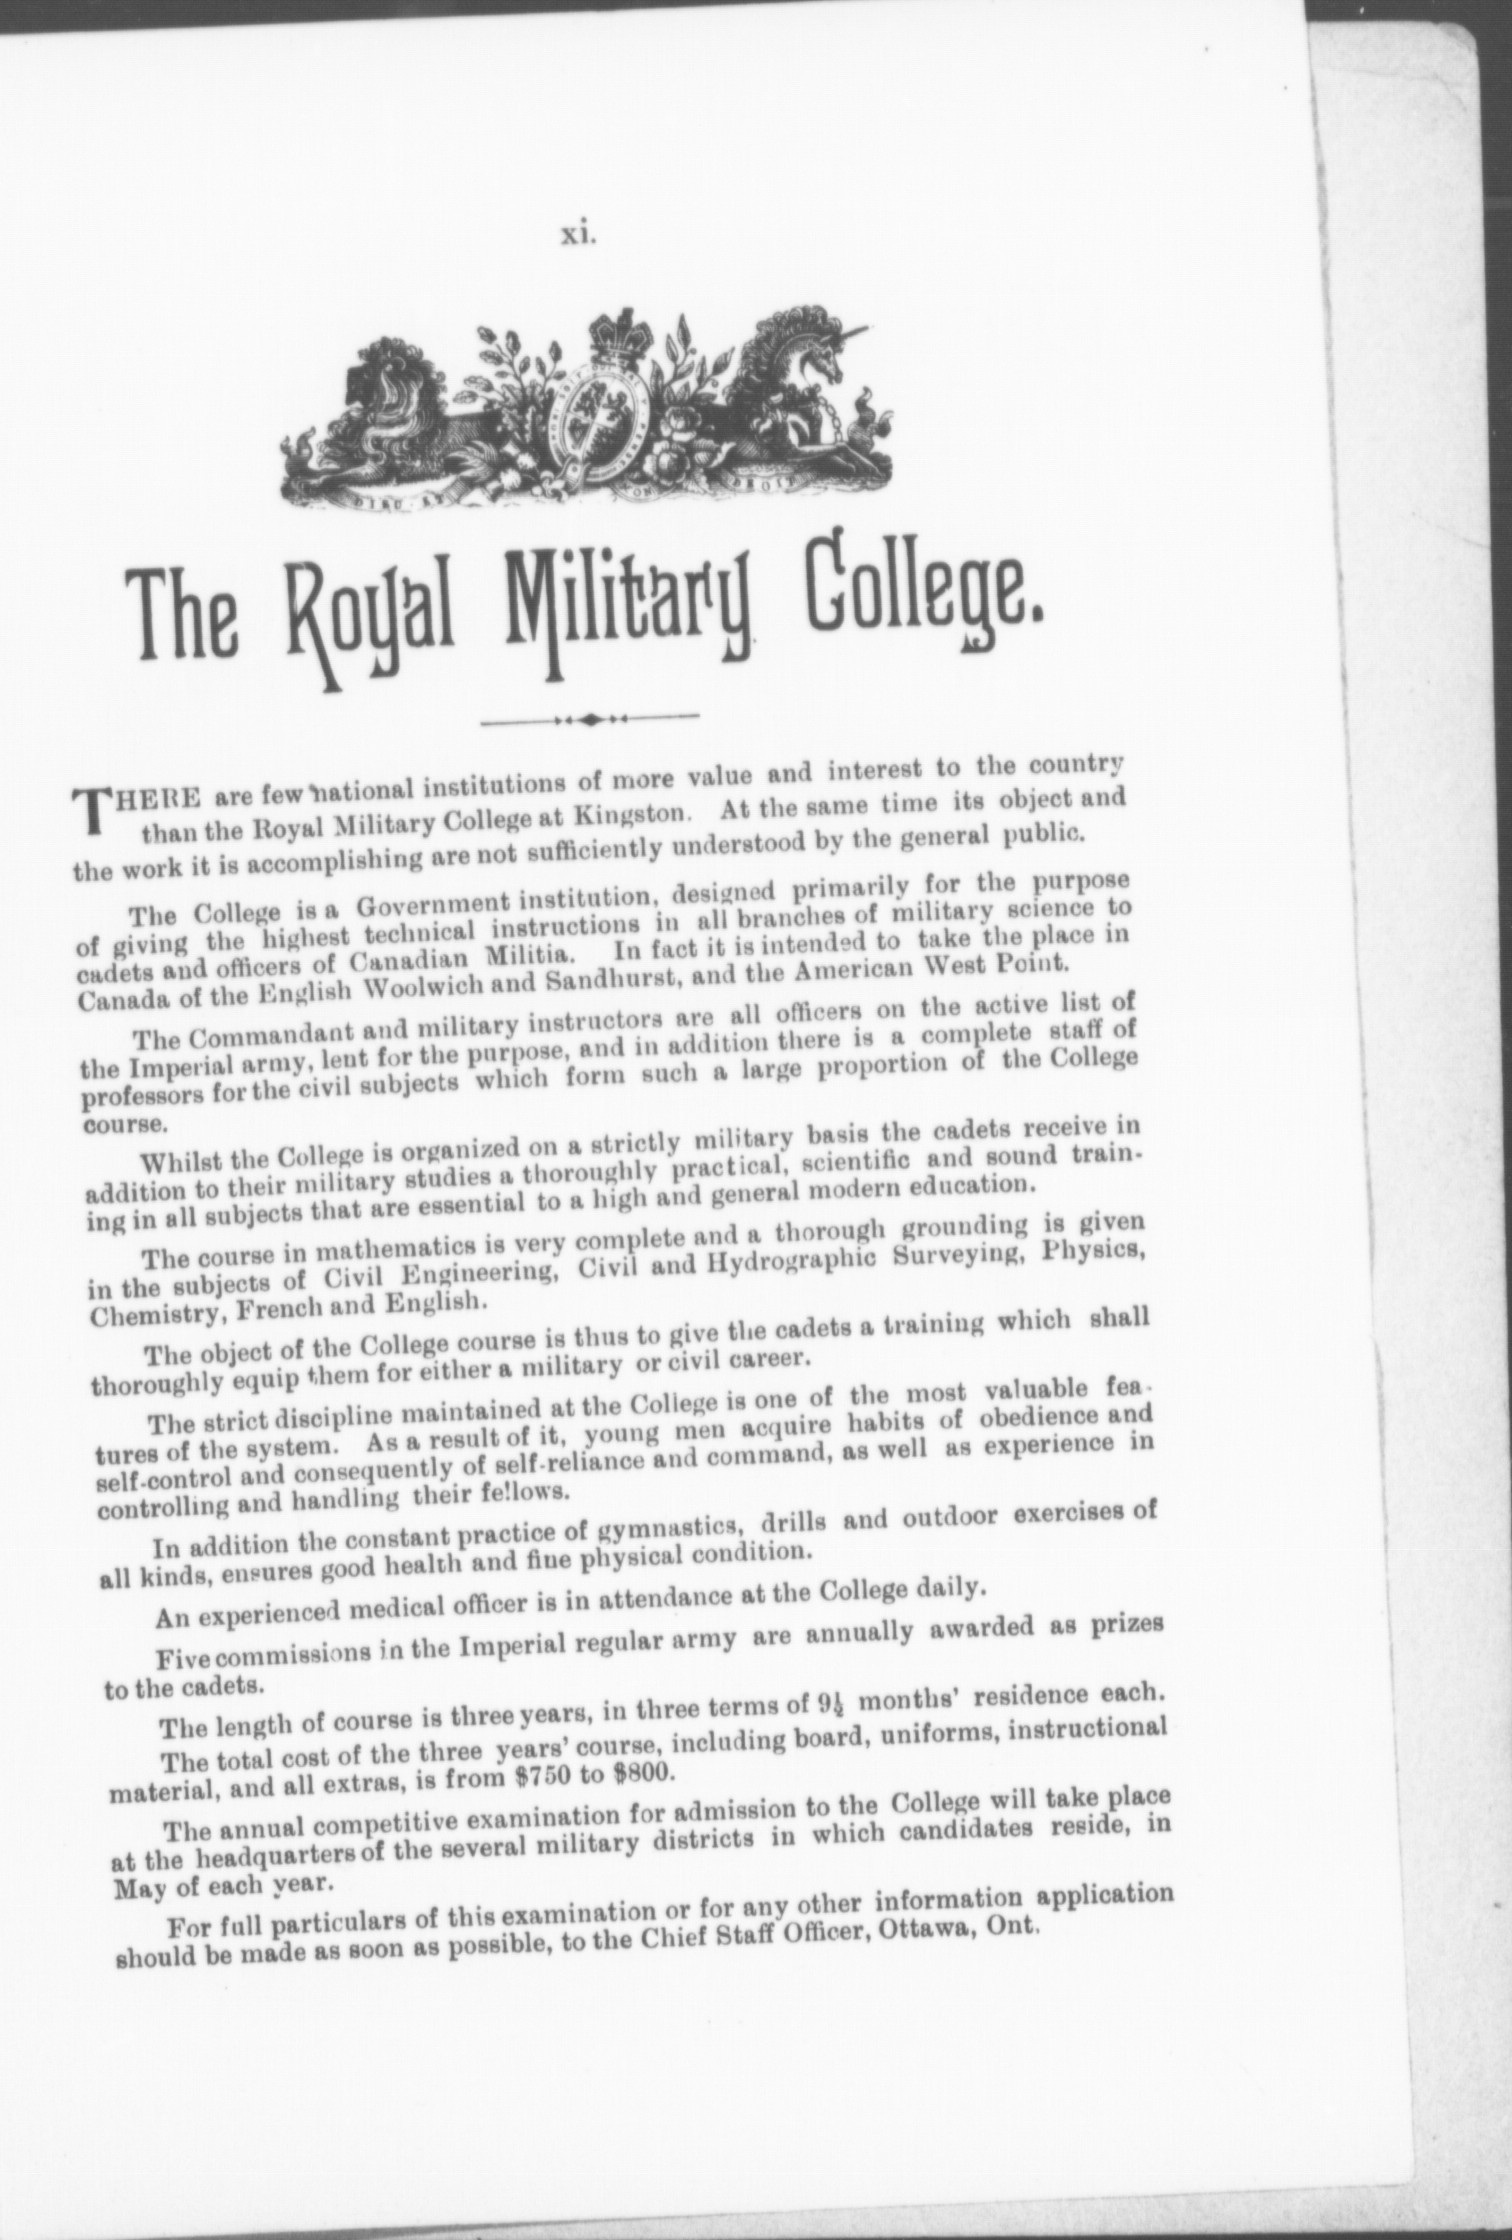 xi.
HONI SOIT QUI MAL Y PENSE
DIEU ET MON DROIT
The Royal Military College.
THERE are few national institutions of more value and interest to the country
than the Royal Military College at Kingston. At the same time its object and
the work it is accomplishing are not sufficiently understood by the general public.
The College is a Government institution, designed primarily for the purpose
of giving the highest technical instructions in all branches of military science to
cadets and officers of Canadian Militia. In fact it is intended to take the place in
Canada of the English Woolwich and Sandhurst, and the American West Point.
The Commandant and military instructors are all officers on the active list of
the Imperial army, lent for the purpose, and in addition there is a complete staff of
professors for the civil subjects which form such a large proportion of the College
course.
Whilst the College is organized on a strictly military basis the cadets receive in
addition to their military studies a thoroughly practical, scientific and sound train-
ing in all subjects that are essential to a high and general modern education.
The course in mathematics is very complete and a thorough grounding is given
in the subjects of Civil Engineering, Civil and Hydrographic Surveying, Physics,
Chemistry, French and English.
The object of the College course is thus to give the cadets a training which shall
thoroughly equip them for either a military or civil career.
The strict discipline maintained at the College is one of the most valuable fea-
tures of the system. As a result of it, young men acquire habits of obedience and
self-control and consequently of self-reliance and command, as well as experience in
controlling and handling their fellows.
In addition the constant practice of gymnastics, drills and outdoor exercises of
all kinds, ensures good health and fine physical condition.
An experienced medical officer is in attendance at the College daily.
Five commissions in the Imperial regular army are annually awarded as prizes
to the cadets.
The length of course is three years, in three terms of 9½ months' residence each.
The total cost of the three years' course, including board, uniforms, instructional
material, and all extras, is from $750 to $800.
The annual competitive examination for admission to the College will take place
at the headquarters of the several military districts in which candidates reside, in
May of each year.
For full particulars of this examination or for any other information application
should be made as soon as possible, to the Chief Staff Officer, Ottawa, Ont.